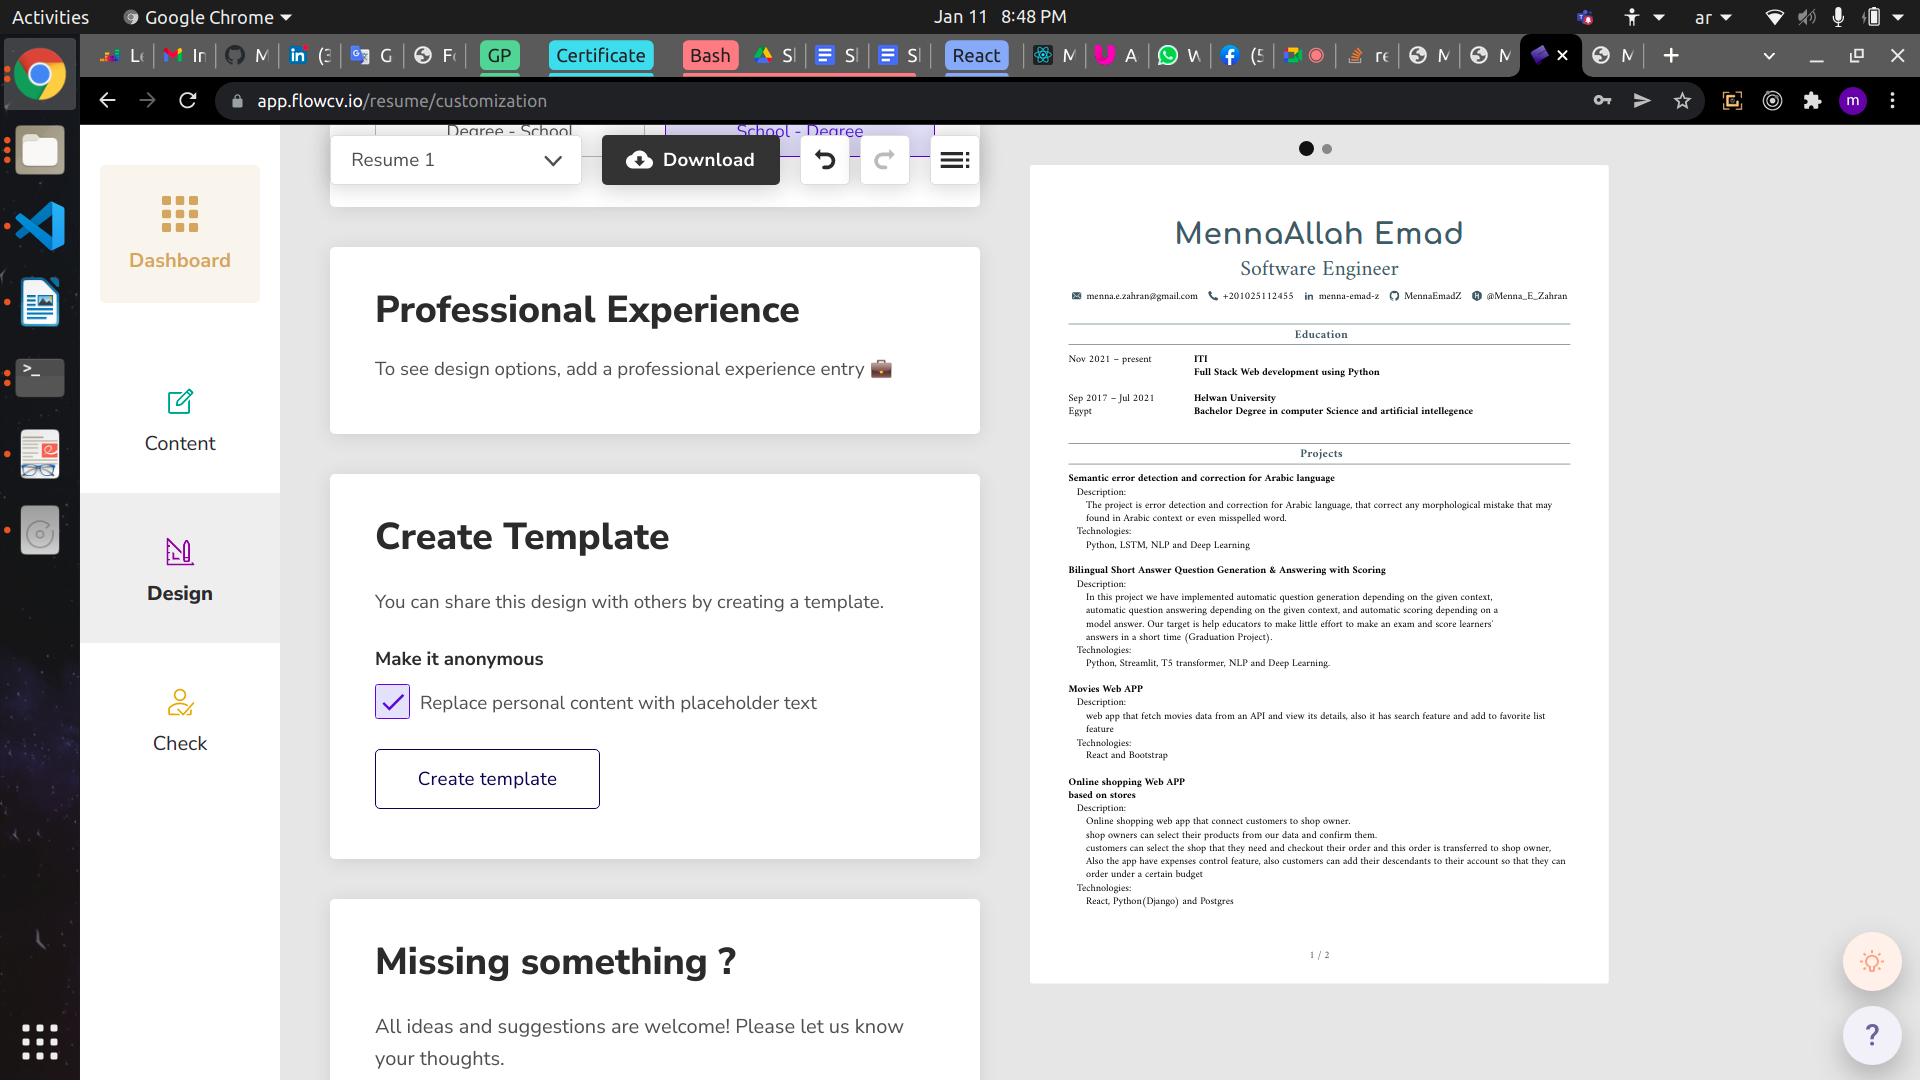 Activities
Google Chrome
Jan 11 8:48 PM
ar
GP
Certificate
Bash
React
app.flowcv.io/resume/customization
m
Dashboard
Content
Design
Check
Degree - School
School - Degree
Resume 1
Download
Professional Experience
To see design options, add a professional experience entry 💼
Create Template
You can share this design with others by creating a template.
Make it anonymous
Replace personal content with placeholder text
Create template
Missing something ?
All ideas and suggestions are welcome! Please let us know
your thoughts.
MennaAllah Emad
Software Engineer
menna.e.zahran@gmail.com +201025112455 menna-emad-z MennaEmadZ @Menna_E_Zahran
Education
Nov 2021 – present
ITI
Full Stack Web development using Python
Sep 2017 – Jul 2021
Egypt
Helwan University
Bachelor Degree in computer Science and artificial intellegence
Projects
Semantic error detection and correction for Arabic language
Description:
The project is error detection and correction for Arabic language, that correct any morphological mistake that may
found in Arabic context or even misspelled word.
Technologies:
Python, LSTM, NLP and Deep Learning
Bilingual Short Answer Question Generation & Answering with Scoring
Description:
In this project we have implemented automatic question generation depending on the given context,
automatic question answering depending on the given context, and automatic scoring depending on a
model answer. Our target is help educators to make little effort to make an exam and score learners'
answers in a short time (Graduation Project).
Technologies:
Python, Streamlit, T5 transformer, NLP and Deep Learning.
Movies Web APP
Description:
web app that fetch movies data from an API and view its details, also it has search feature and add to favorite list
feature
Technologies:
React and Bootstrap
Online shopping Web APP
based on stores
Description:
Online shopping web app that connect customers to shop owner.
shop owners can select their products from our data and confirm them.
customers can select the shop that they need and checkout their order and this order is transferred to shop owner,
Also the app have expenses control feature, also customers can add their descendants to their account so that they can
order under a certain budget
Technologies:
React, Python(Django) and Postgres
1 / 2
?